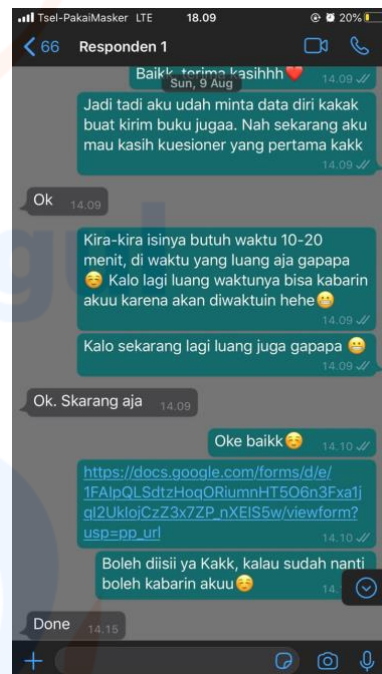 Tsel-PakaiMasker LTE 18.09 20%
66 Responden 1
Baikk, terima kasihhh❤️ 14.09
Sun, 9 Aug
Jadi tadi aku udah minta data diri kakak
buat kirim buku jugaa. Nah sekarang aku
mau kasih kuesioner yang pertama kakk
14.09
Ok 14.09
Kira-kira isinya butuh waktu 10-20
menit, di waktu yang luang aja gapapa
☺️ Kalo lagi luang waktunya bisa kabarin
akuu karena akan diwaktuin hehe😁
14.09
Kalo sekarang lagi luang juga gapapa 😁
14.09
Ok. Skarang aja 14.09
Oke baikk☺️ 14.10
https://docs.google.com/forms/d/e/
usp=pp_url 14.10
Boleh diisii ya Kakk, kalau sudah nanti
boleh kabarin akuu☺️ 14.
Done 14.15